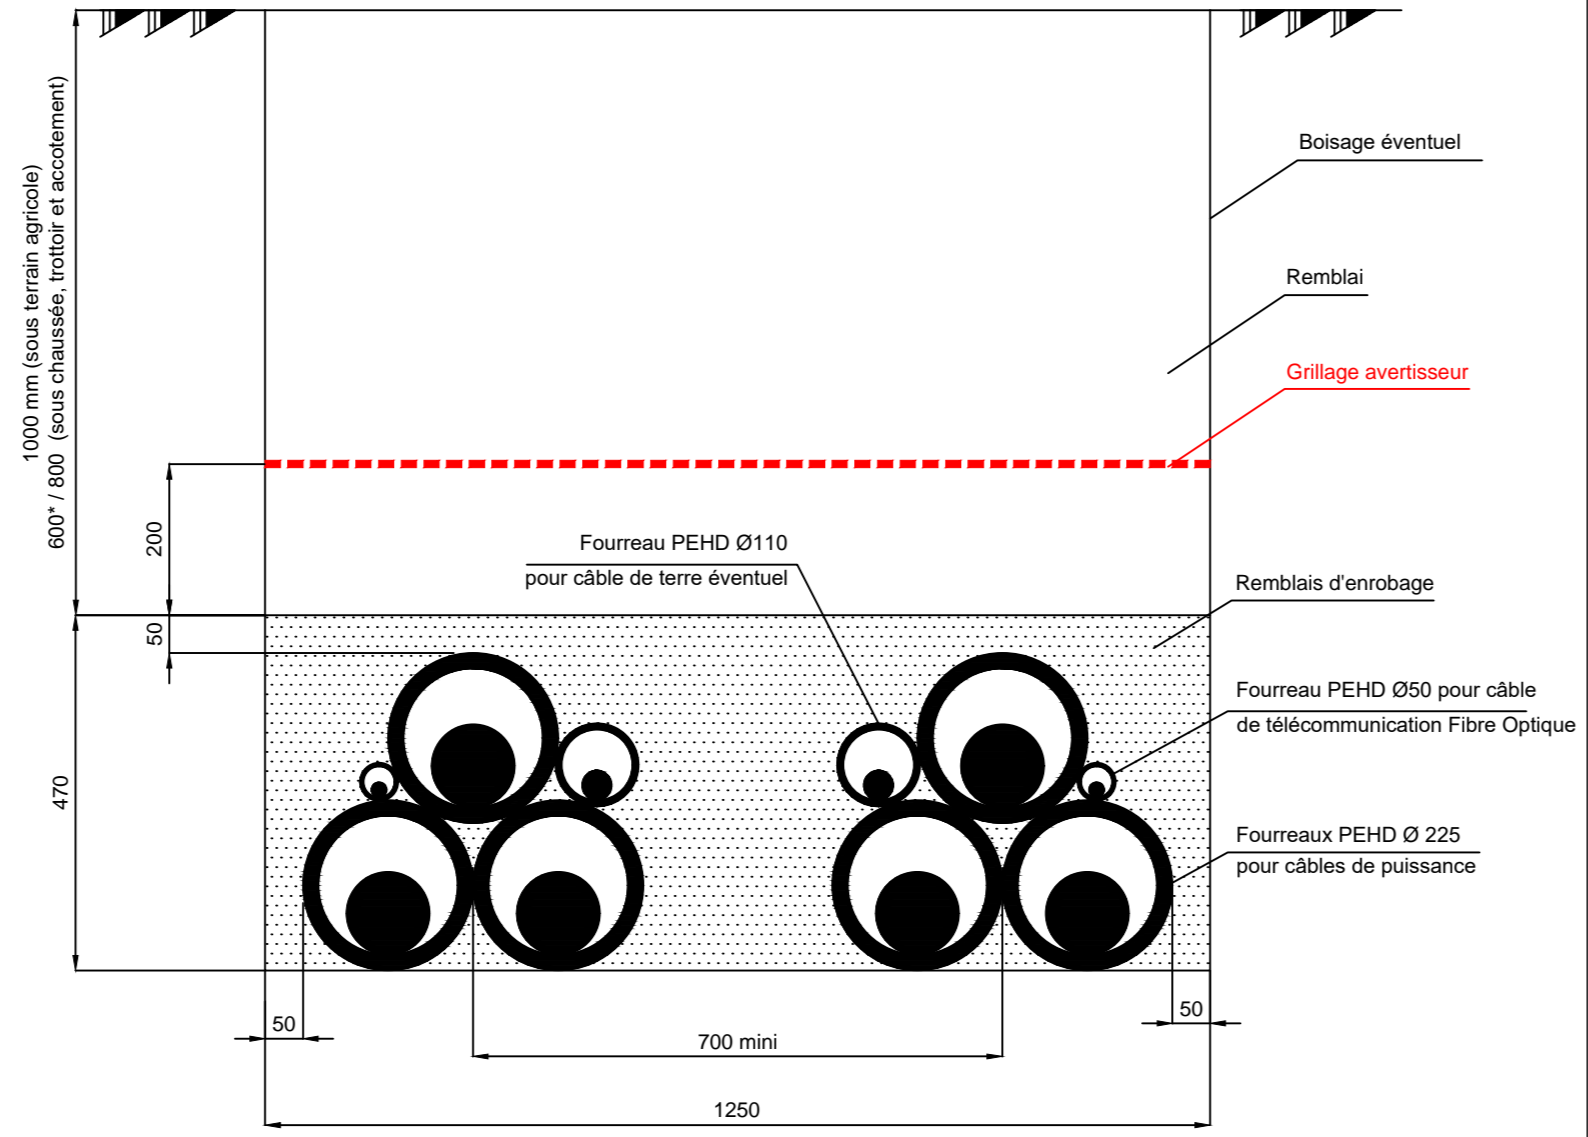 1000 mm (sous terrain agricole)
600* / 800 (sous chaussée, trottoir et accotement)
Boisage éventuel
Remblai
Grillage avertisseur
200
Fourreau PEHD Ø110
pour câble de terre éventuel
Remblais d'enrobage
50
Fourreau PEHD Ø50 pour câble
de télécommunication Fibre Optique
470
Fourreaux PEHD Ø 225
pour câbles de puissance
50
50
700 mini
1250